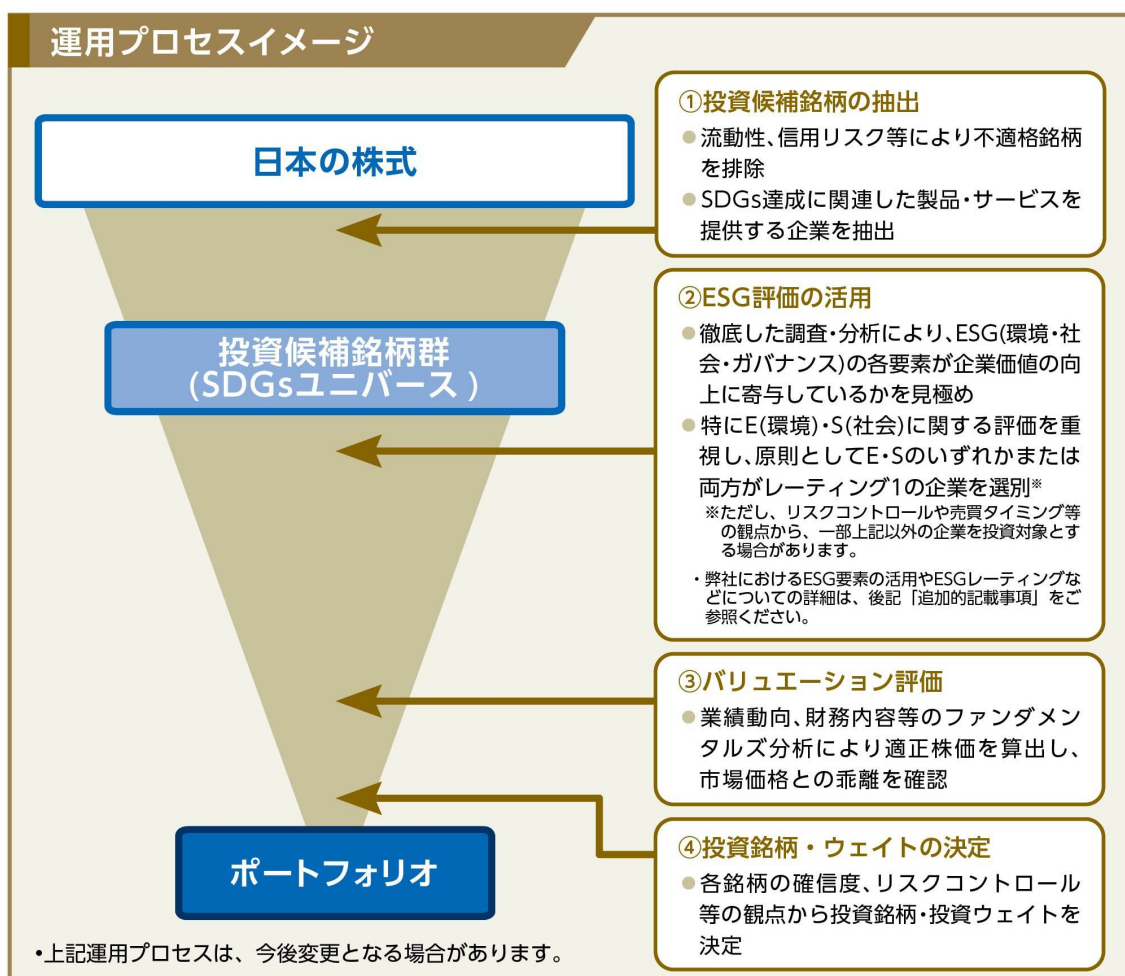 運用プロセスイメージ
日本の株式
投資候補銘柄群
(SDGsユニバース )
ポートフォリオ
①投資候補銘柄の抽出
●流動性、信用リスク等により不適格銘柄
を排除
●SDGs達成に関連した製品・サービスを
提供する企業を抽出
②ESG評価の活用
●徹底した調査・分析により、ESG(環境・社
会・ガバナンス)の各要素が企業価値の向
上に寄与しているかを見極め
●特にE(環境)・S(社会)に関する評価を重
視し、原則としてE・Sのいずれかまたは
両方がレーティング1の企業を選別※
※ただし、リスクコントロールや売買タイミング等
の観点から、一部上記以外の企業を投資対象とす
る場合があります。
・弊社におけるESG要素の活用やESGレーティングな
どについての詳細は、後記「追加的記載事項」をご
参照ください。
③バリュエーション評価
●業績動向、財務内容等のファンダメン
タルズ分析により適正株価を算出し、
市場価格との乖離を確認
④投資銘柄・ウェイトの決定
●各銘柄の確信度、リスクコントロール
等の観点から投資銘柄・投資ウェイトを
決定
•上記運用プロセスは、今後変更となる場合があります。